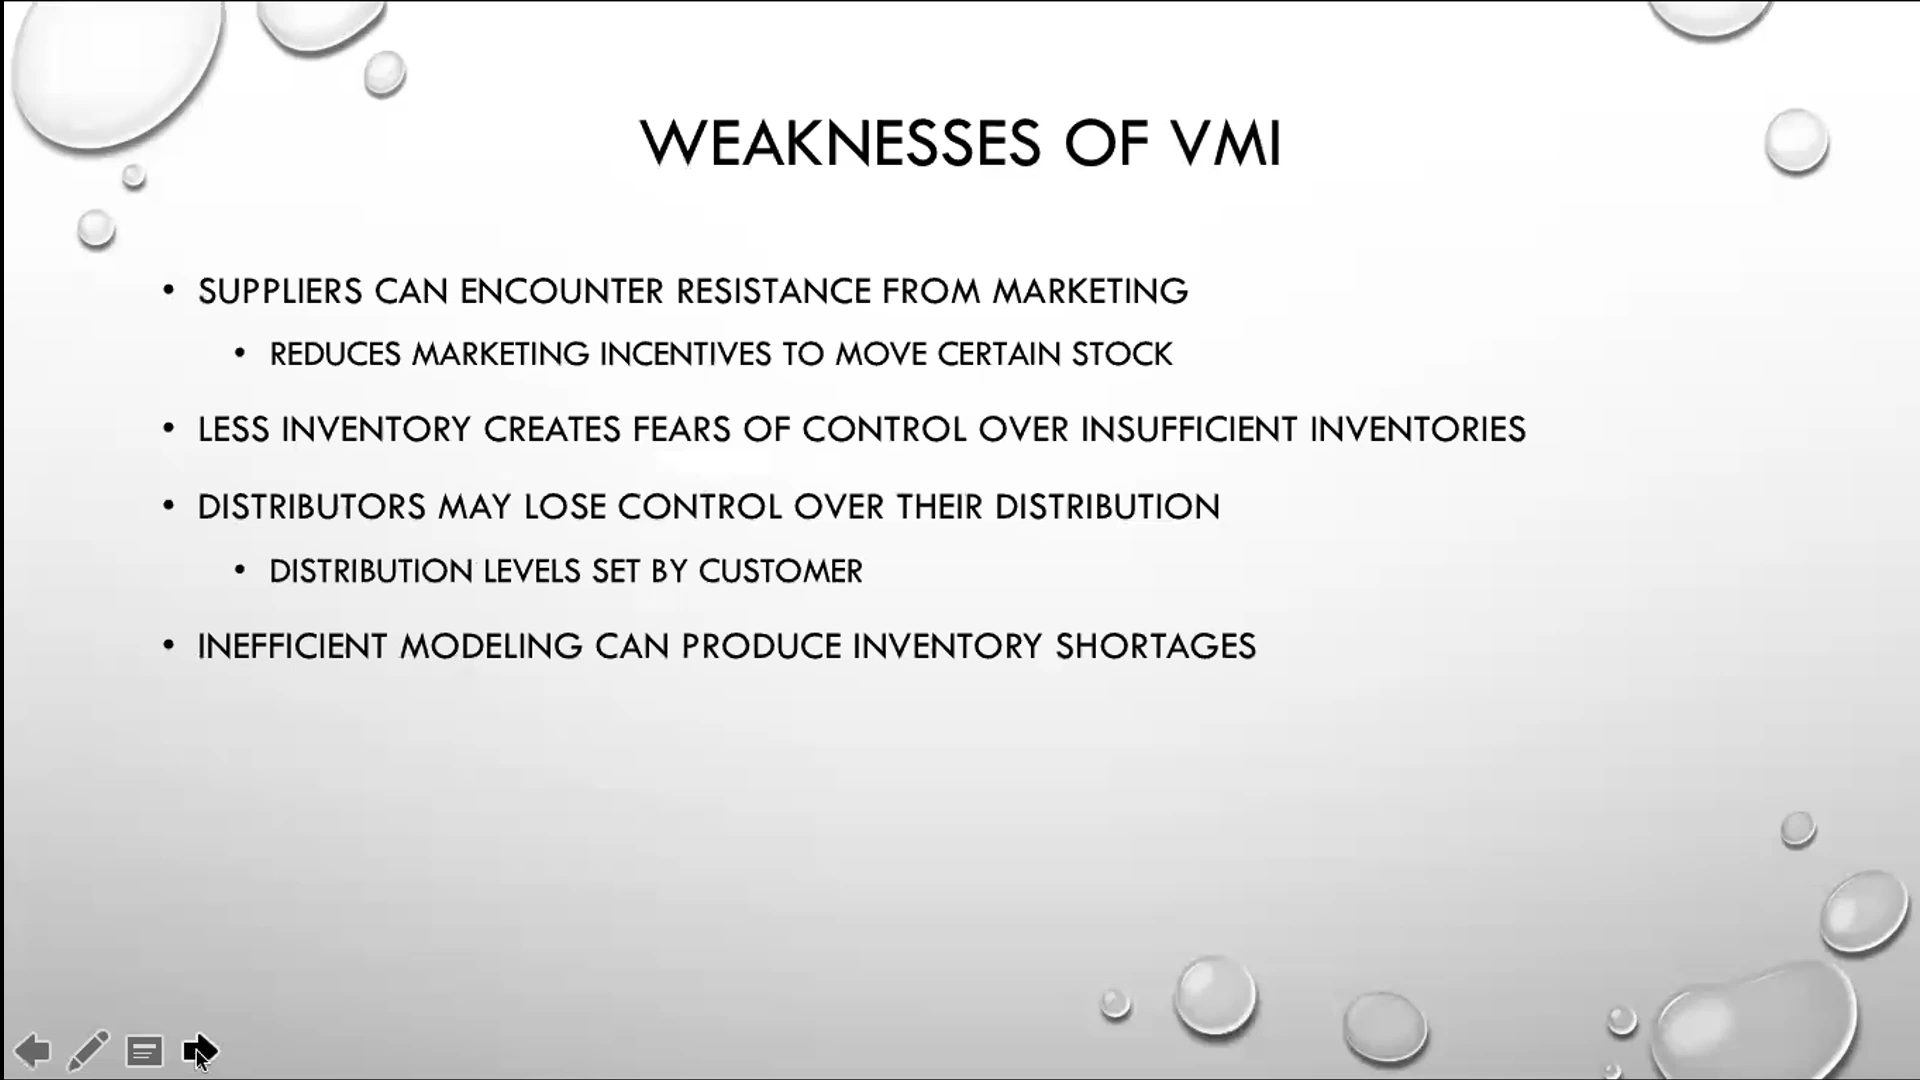 WEAKNESSES OF VMI
• SUPPLIERS CAN ENCOUNTER RESISTANCE FROM MARKETING
• REDUCES MARKETING INCENTIVES TO MOVE CERTAIN STOCK
• LESS INVENTORY CREATES FEARS OF CONTROL OVER INSUFFICIENT INVENTORIES
• DISTRIBUTORS MAY LOSE CONTROL OVER THEIR DISTRIBUTION
• DISTRIBUTION LEVELS SET BY CUSTOMER
• INEFFICIENT MODELING CAN PRODUCE INVENTORY SHORTAGES